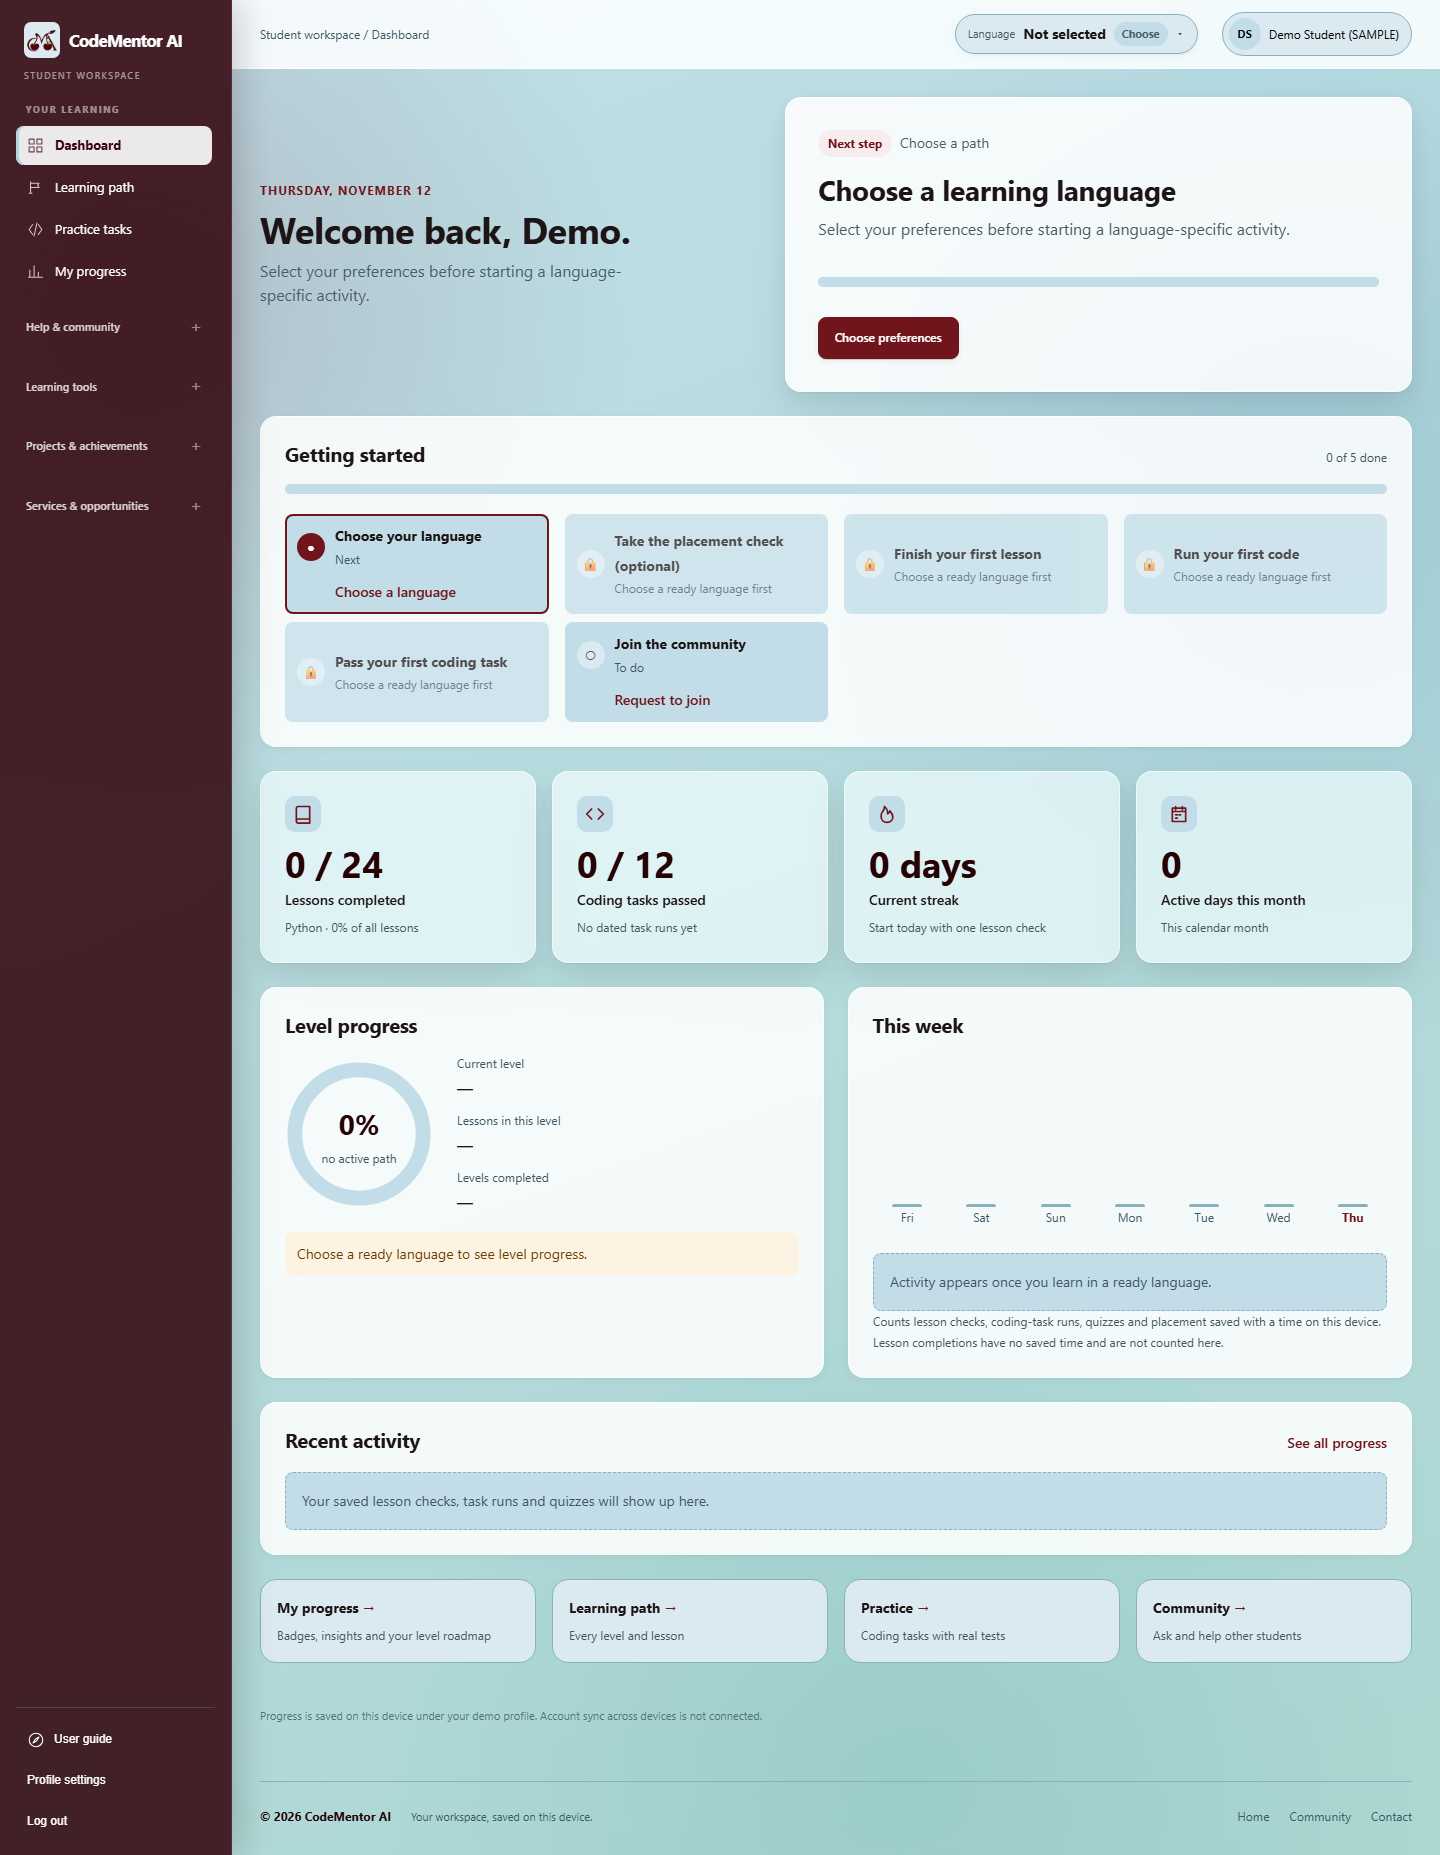 CodeMentor AI
STUDENT WORKSPACE
YOUR LEARNING
Dashboard
Learning path
Practice tasks
My progress
Help & community +
Learning tools +
Projects & achievements +
Services & opportunities +
User guide
Profile settings
Log out
Student workspace / Dashboard
Language Not selected Choose
DS Demo Student (SAMPLE)
THURSDAY, NOVEMBER 12
Welcome back, Demo.
Select your preferences before starting a language-
specific activity.
Next step Choose a path
Choose a learning language
Select your preferences before starting a language-specific activity.
Choose preferences
Getting started
0 of 5 done
Choose your language
Next
Choose a language
Take the placement check
(optional)
Choose a ready language first
Finish your first lesson
Choose a ready language first
Run your first code
Choose a ready language first
Pass your first coding task
Choose a ready language first
Join the community
To do
Request to join
0 / 24
Lessons completed
Python · 0% of all lessons
0 / 12
Coding tasks passed
No dated task runs yet
0 days
Current streak
Start today with one lesson check
0
Active days this month
This calendar month
Level progress
0%
no active path
Current level
—
Lessons in this level
—
Levels completed
—
Choose a ready language to see level progress.
This week
Fri Sat Sun Mon Tue Wed Thu
Activity appears once you learn in a ready language.
Counts lesson checks, coding-task runs, quizzes and placement saved with a time on this device.
Lesson completions have no saved time and are not counted here.
Recent activity
See all progress
Your saved lesson checks, task runs and quizzes will show up here.
My progress →
Badges, insights and your level roadmap
Learning path →
Every level and lesson
Practice →
Coding tasks with real tests
Community →
Ask and help other students
Progress is saved on this device under your demo profile. Account sync across devices is not connected.
© 2026 CodeMentor AI Your workspace, saved on this device.
Home Community Contact